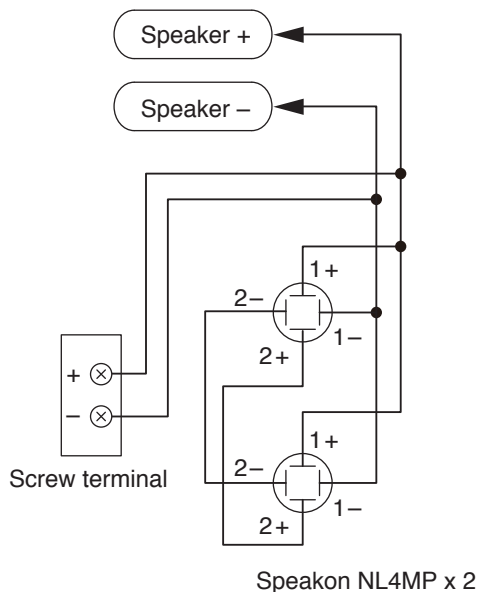 Speaker +
Speaker –
1+
2–
1–
2+
+
–
Screw terminal
1+
2–
1–
2+
Speakon NL4MP x 2